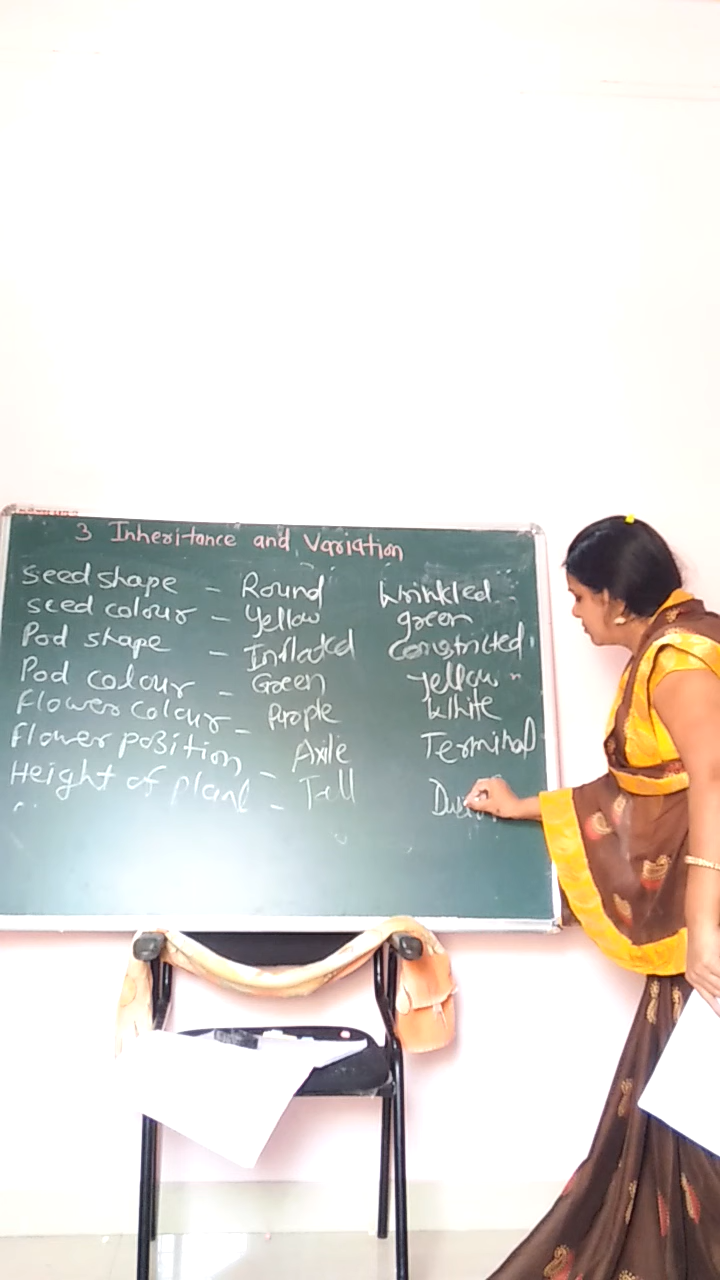 3 Inheritance and Variation
Seed shape - Round Wrinkled
Seed colour - Yellow green
Pod shape - Inflated Constricted
Pod colour - Green Yellow
Flower colour - Purple White
Flower position - Axile Terminal
Height of plant - Tall